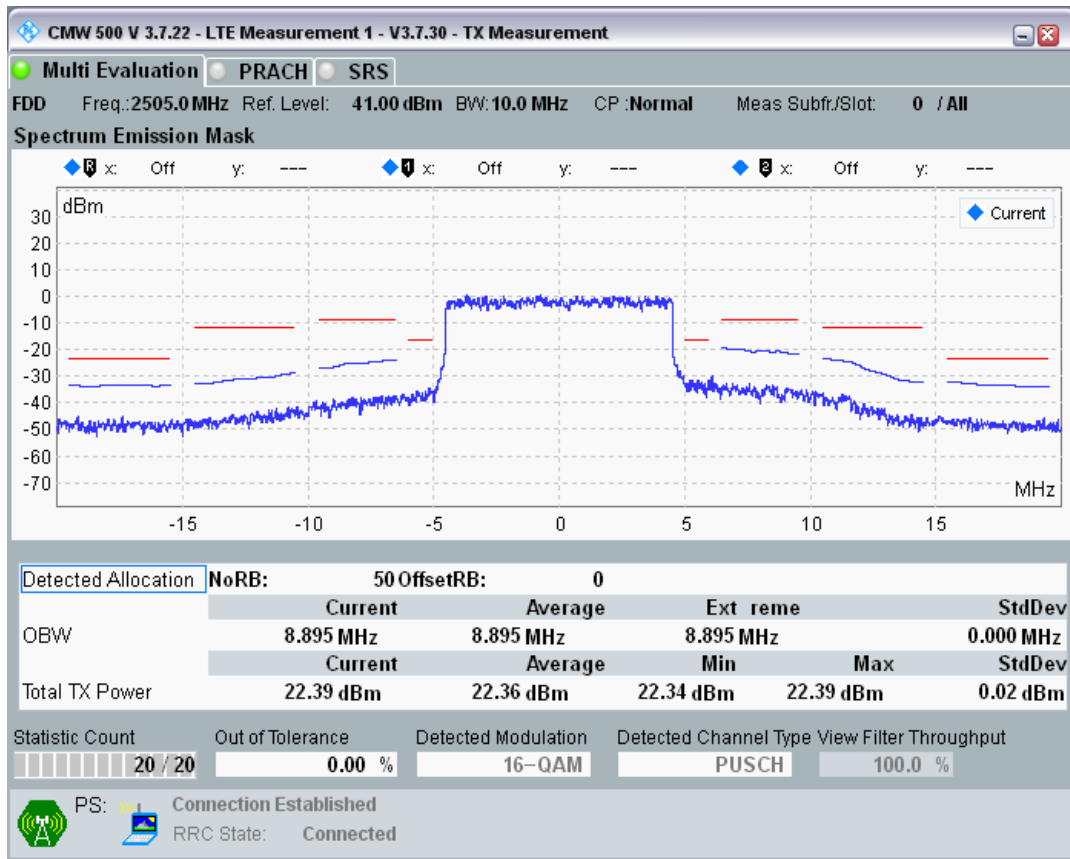 CMW 500 V 3.7.22 - LTE Measurement 1 - V3.7.30 - TX Measurement
Multi Evaluation PRACH SRS
FDD Freq.:2505.0 MHz Ref. Level: 41.00 dBm BW:10.0 MHz CP :Normal Meas Subfr./Slot: 0 / All
Spectrum Emission Mask
R x: Off y: --- 1 x: Off y: --- 2 x: Off y: ---
dBm
Current
30
20
10
0
-10
-20
-30
-40
-50
-60
-70
MHz
-15 -10 -5 0 5 10 15
Detected Allocation NoRB: 50 OffsetRB: 0
Current Average Ext reme StdDev
OBW 8.895 MHz 8.895 MHz 8.895 MHz 0.000 MHz
Current Average Min Max StdDev
Total TX Power 22.39 dBm 22.36 dBm 22.34 dBm 22.39 dBm 0.02 dBm
Statistic Count Out of Tolerance Detected Modulation Detected Channel Type View Filter Throughput
20 / 20 0.00 % 16-QAM PUSCH 100.0 %
PS: Connection Established
RRC State: Connected